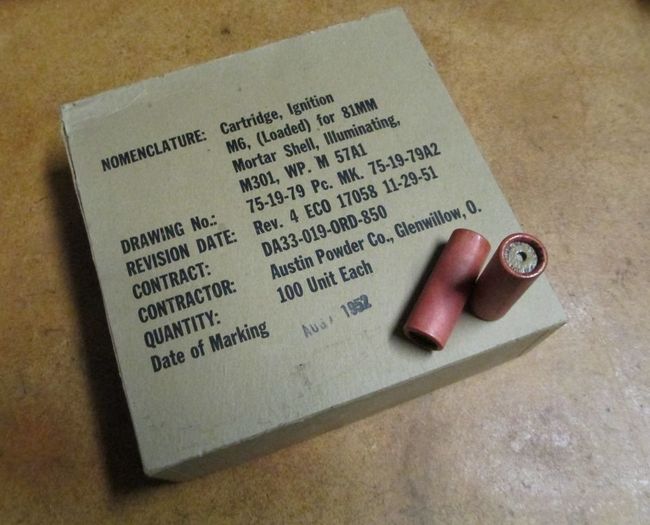 NOMENCLATURE: Cartridge, Ignition
M6, (Loaded) for 81MM
Mortar Shell, Illuminating,
M301, WP. M 57A1
DRAWING No.: 75-19-79 Pc. MK. 75-19-79A2
REVISION DATE: Rev. 4 ECO 17058 11-29-51
CONTRACT: DA33-019-ORD-850
CONTRACTOR: Austin Powder Co., Glenwillow, O.
QUANTITY: 100 Unit Each
Date of Marking AUG 1952